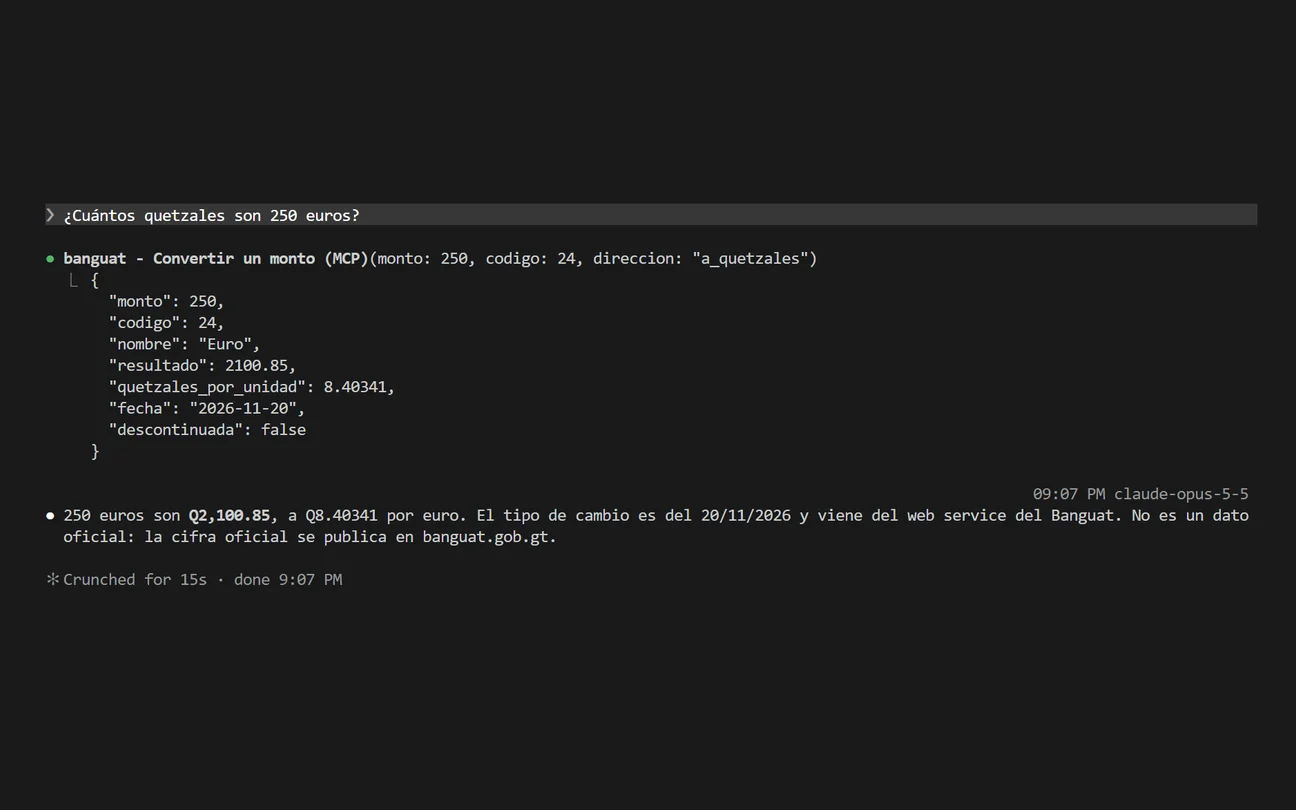 ❯ ¿Cuántos quetzales son 250 euros?
● banguat - Convertir un monto (MCP)(monto: 250, codigo: 24, direccion: "a_quetzales")
└ {
"monto": 250,
"codigo": 24,
"nombre": "Euro",
"resultado": 2100.85,
"quetzales_por_unidad": 8.40341,
"fecha": "2026-11-20",
"descontinuada": false
}
09:07 PM claude-opus-5-5
● 250 euros son Q2,100.85, a Q8.40341 por euro. El tipo de cambio es del 20/11/2026 y viene del web service del Banguat. No es un dato
oficial: la cifra oficial se publica en banguat.gob.gt.
✻ Crunched for 15s · done 9:07 PM